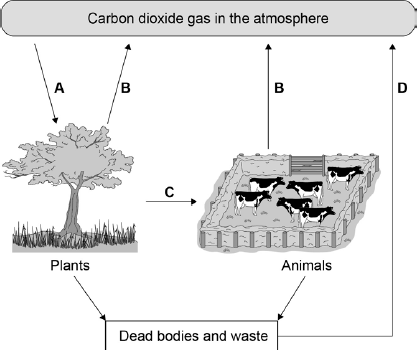 Carbon dioxide gas in the atmosphere
A
B
B
D
C
Plants
Animals
Dead bodies and waste